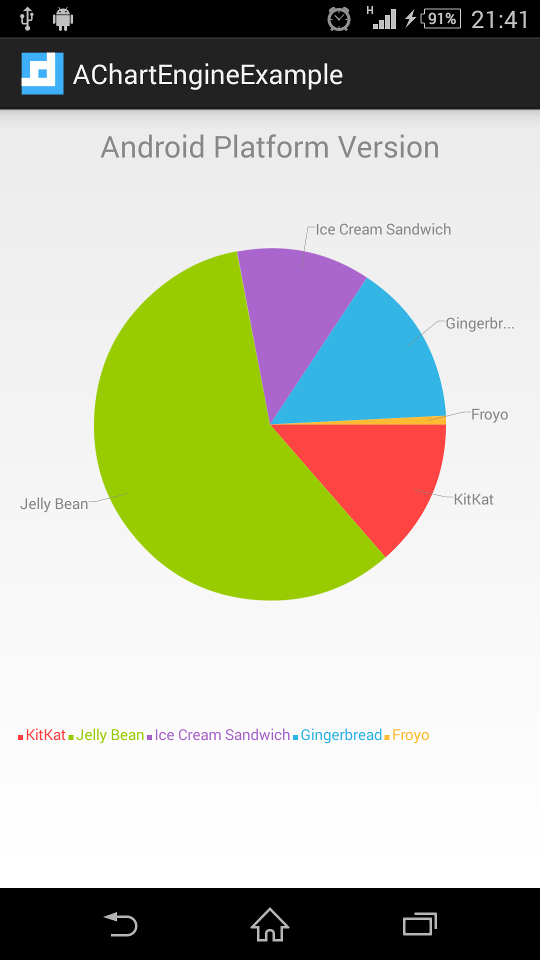 H 91% 21:41
AChartEngineExample
Android Platform Version
Ice Cream Sandwich
Gingerbr...
Froyo
KitKat
Jelly Bean
KitKat Jelly Bean Ice Cream Sandwich Gingerbread Froyo